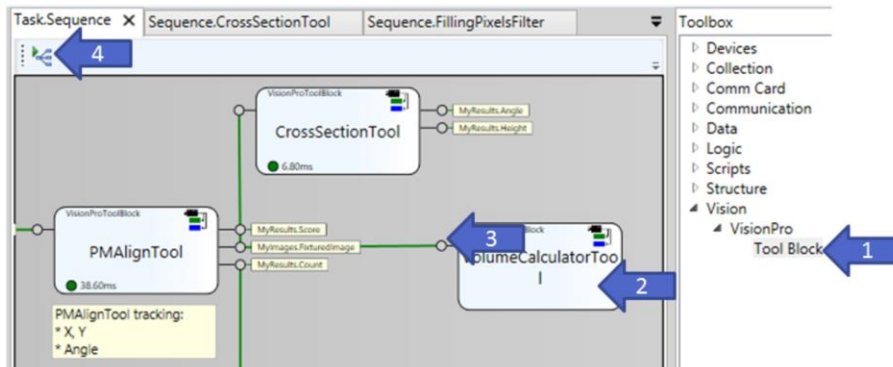 Task.Sequence X
Sequence.CrossSectionTool
Sequence.FillingPixelsFilter
Toolbox
4
VisionProToolBlock
CrossSectionTool
6.80ms
MyResults.Angle
MyResults.Height
VisionProToolBlock
PMAlignTool
38.60ms
MyResults.Score
MyImages.FixturedImage
MyResults.Count
3
Block
VolumeCalculatorToo
l
2
PMAlignTool tracking:
* X, Y
* Angle
Devices
Collection
Comm Card
Communication
Data
Logic
Scripts
Structure
Vision
VisionPro
Tool Block
1